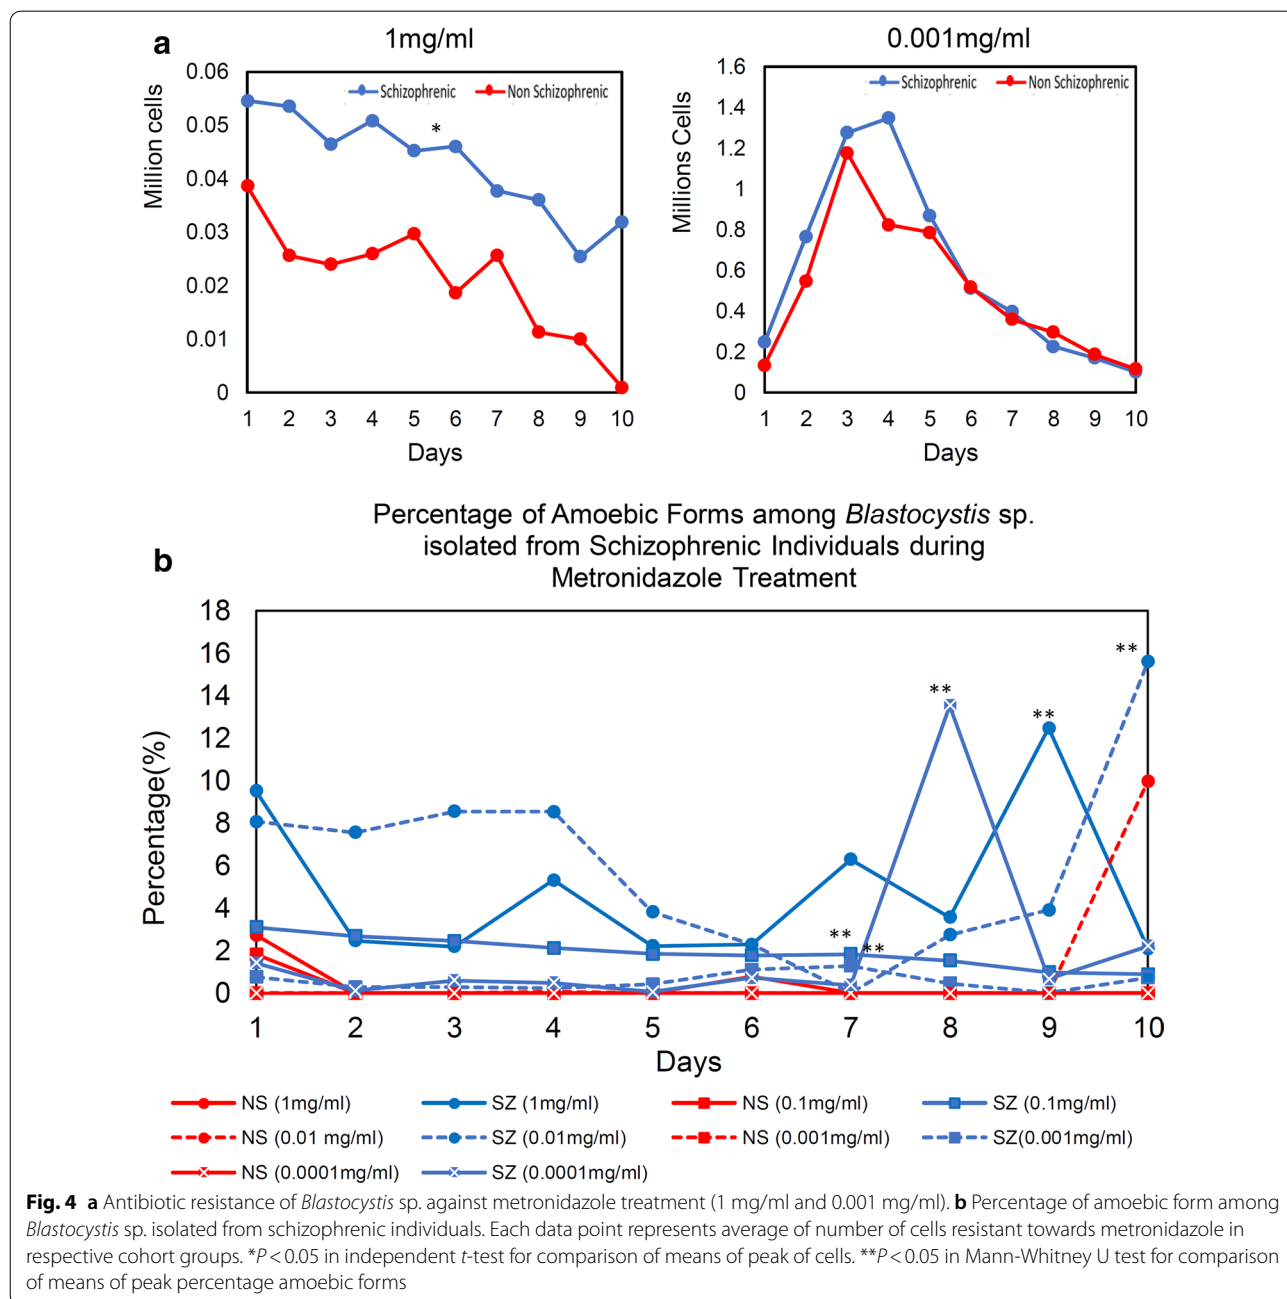 a
1mg/ml
0.06
0.05
0.04
0.03
0.02
0.01
0
Million cells
Schizophrenic
Non Schizophrenic
*
1 2 3 4 5 6 7 8 9 10
Days
0.001mg/ml
1.6
1.4
1.2
1
0.8
0.6
0.4
0.2
0
Millions Cells
Schizophrenic
Non Schizophrenic
1 2 3 4 5 6 7 8 9 10
Days
b
Percentage of Amoebic Forms among Blastocystis sp.
isolated from Schizophrenic Individuals during
Metronidazole Treatment
18
16
14
12
10
8
6
4
2
0
Percentage(%)
**
**
**
**
**
1 2 3 4 5 6 7 8 9 10
Days
NS (1mg/ml) SZ (1mg/ml) NS (0.1mg/ml) SZ (0.1mg/ml)
NS (0.01 mg/ml) SZ (0.01mg/ml) NS (0.001mg/ml) SZ(0.001mg/ml)
NS (0.0001mg/ml) SZ (0.0001mg/ml)
Fig. 4 a Antibiotic resistance of Blastocystis sp. against metronidazole treatment (1 mg/ml and 0.001 mg/ml). b Percentage of amoebic form among
Blastocystis sp. isolated from schizophrenic individuals. Each data point represents average of number of cells resistant towards metronidazole in
respective cohort groups. *P < 0.05 in independent t-test for comparison of means of peak of cells. **P < 0.05 in Mann-Whitney U test for comparison
of means of peak percentage amoebic forms